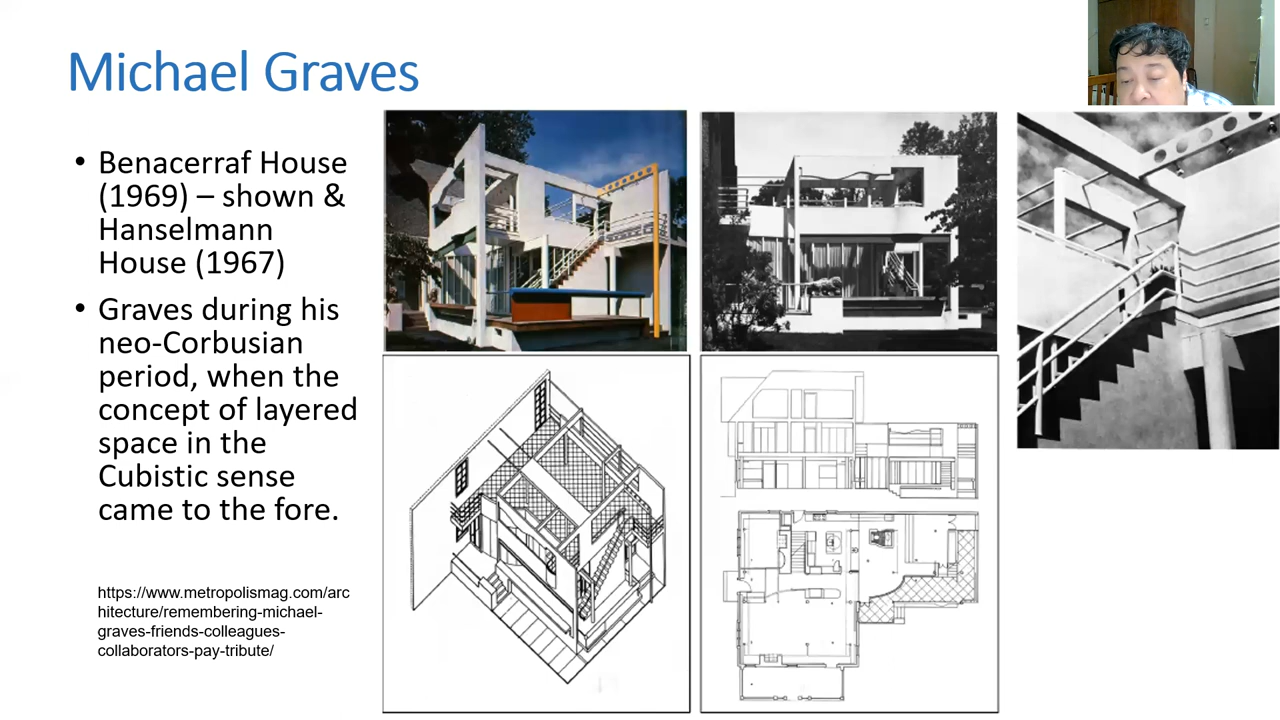 Michael Graves
• Benacerraf House
(1969) – shown &
Hanselmann
House (1967)
• Graves during his
neo-Corbusian
period, when the
concept of layered
space in the
Cubistic sense
came to the fore.
https://www.metropolismag.com/arc
hitecture/remembering-michael-
graves-friends-colleagues-
collaborators-pay-tribute/